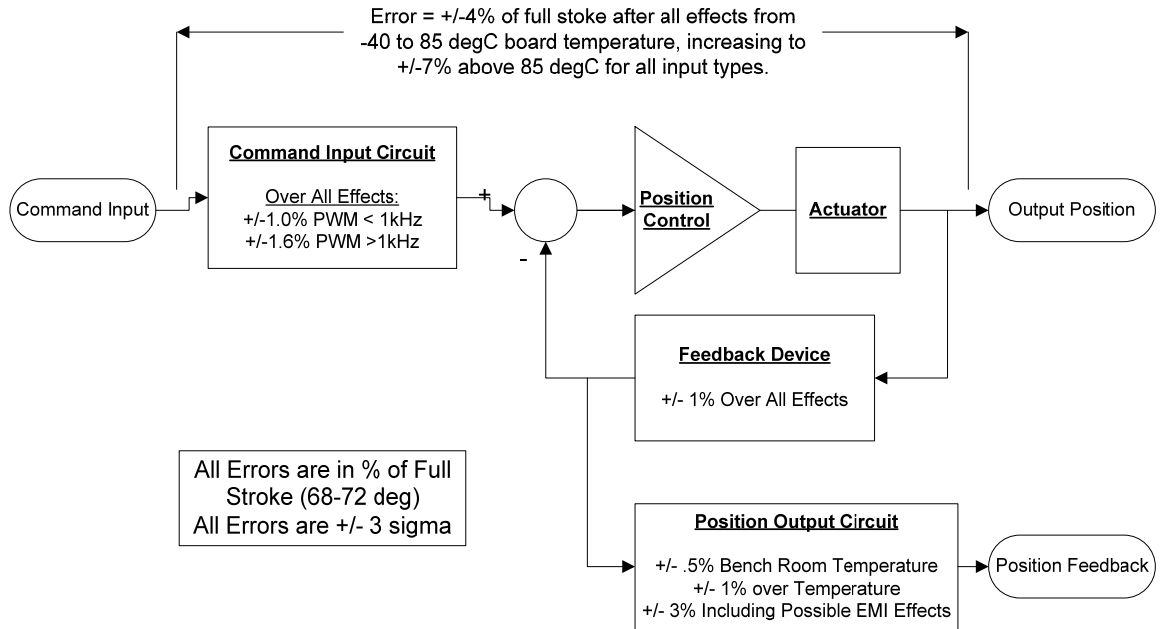 Error = +/-4% of full stoke after all effects from
-40 to 85 degC board temperature, increasing to
+/-7% above 85 degC for all input types.
Command Input
Command Input Circuit
Over All Effects:
+/-1.0% PWM < 1kHz
+/-1.6% PWM >1kHz
+
-
Position
Control
Actuator
Output Position
Feedback Device
+/- 1% Over All Effects
All Errors are in % of Full
Stroke (68-72 deg)
All Errors are +/- 3 sigma
Position Output Circuit
+/- .5% Bench Room Temperature
+/- 1% over Temperature
+/- 3% Including Possible EMI Effects
Position Feedback